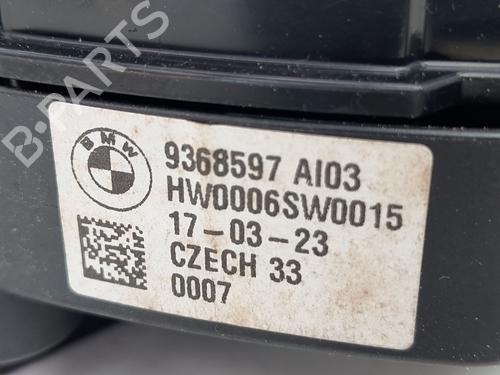 B-PARTS
BMW
9368597 AI03
HW0006SW0015
17-03-23
CZECH 33
0007